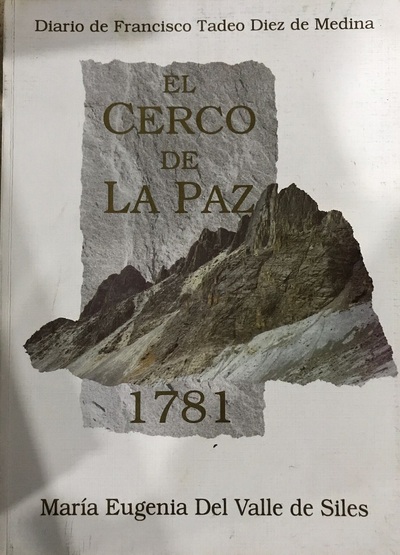 Diario de Francisco Tadeo Diez de Medina
EL
CERCO
DE
LA PAZ
1781
María Eugenia Del Valle de Siles